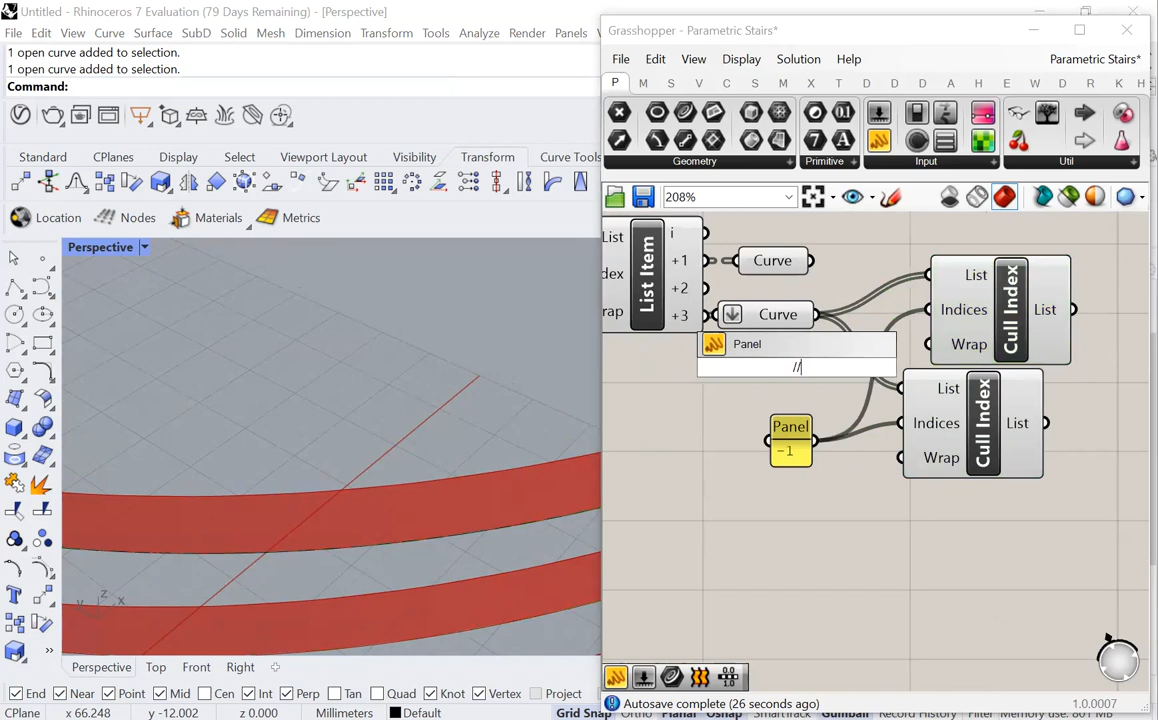 Untitled - Rhinoceros 7 Evaluation (79 Days Remaining) - [Perspective]
File Edit View Curve Surface SubD Solid Mesh Dimension Transform Tools Analyze Render Panels
1 open curve added to selection.
1 open curve added to selection.
Command:
Standard CPlanes Display Select Viewport Layout Visibility Transform Curve Tools
Location Nodes Materials Metrics
Perspective
z
y x
Perspective Top Front Right
End Near Point Mid Cen Int Perp Tan Quad Knot Vertex Project
CPlane x 66.248 y -12.002 z 0.000 Millimeters Default Grid Snap Ortho Planar Osnap SmartTrack Gumball Record History
Grasshopper - Parametric Stairs*
File Edit View Display Solution Help Parametric Stairs*
P M S V C S M X T D D D A H E W D L R K H
Geometry Primitive Input Util
208%
List
dex
rap
List Item
i
+1
+2
+3
Curve
Curve
Panel
//
Panel
-1
List
Indices
Wrap
Cull Index
List
List
Indices
Wrap
Cull Index
List
Autosave complete (26 seconds ago) 1.0.0007